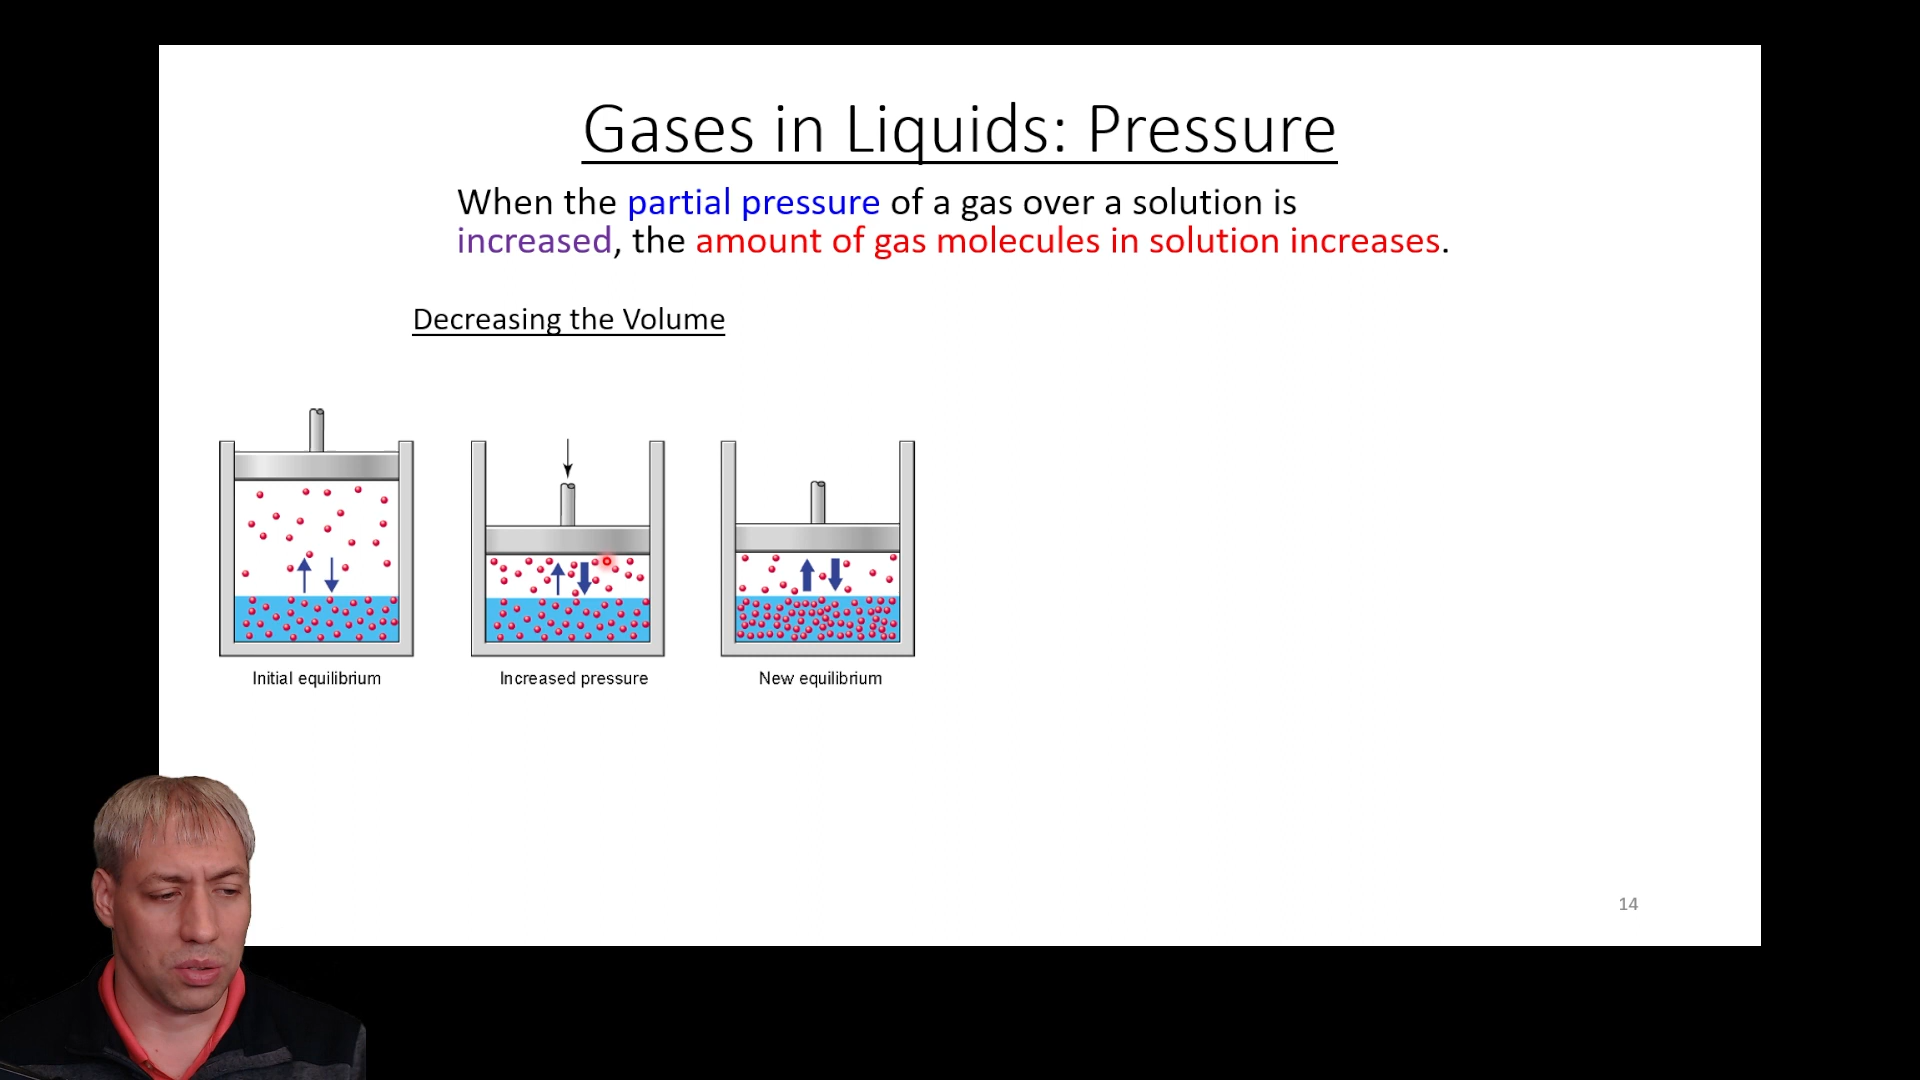 Gases in Liquids: Pressure
When the partial pressure of a gas over a solution is
increased, the amount of gas molecules in solution increases.
Decreasing the Volume
Initial equilibrium
Increased pressure
New equilibrium
14